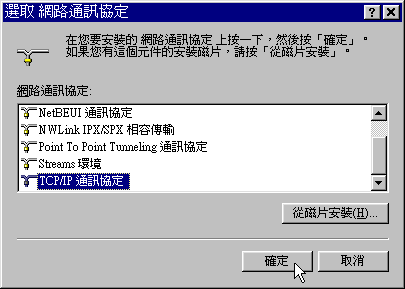 選取 網路通訊協定
在您要安裝的 網路通訊協定 上按一下，然後按「確定」。
如果您有這個元件的安裝磁片，請按「從磁片安裝」。
網路通訊協定:
NetBEUI 通訊協定
NWLink IPX/SPX 相容傳輸
Point To Point Tunneling 通訊協定
Streams 環境
TCP/IP 通訊協定
從磁片安裝(H)...
確定
取消